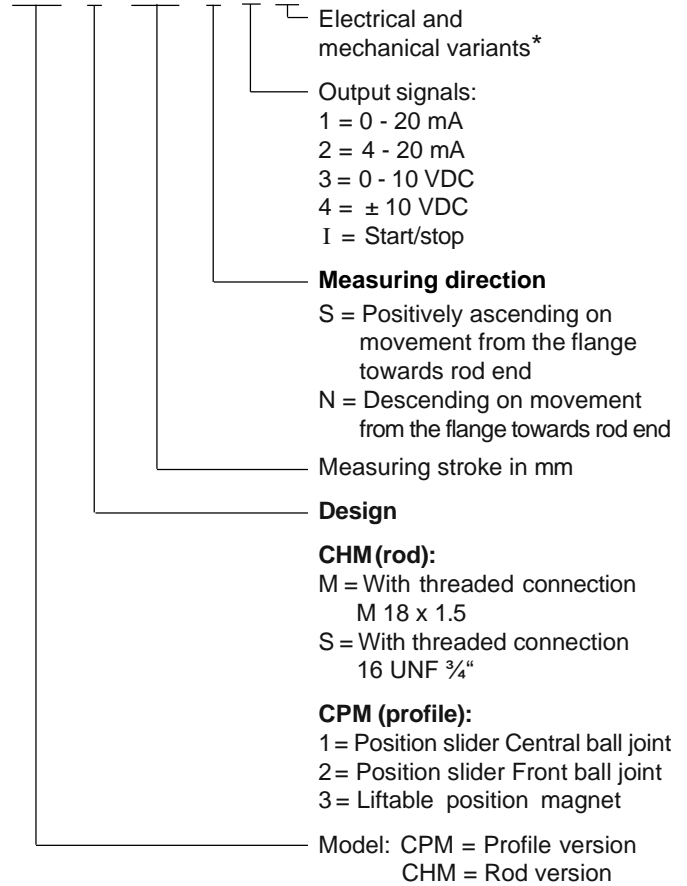 Electrical and
mechanical variants*
Output signals:
1 = 0 - 20 mA
2 = 4 - 20 mA
3 = 0 - 10 VDC
4 = ± 10 VDC
I = Start/stop
Measuring direction
S = Positively ascending on
movement from the flange
towards rod end
N = Descending on movement
from the flange towards rod end
Measuring stroke in mm
Design
CHM (rod):
M = With threaded connection
M 18 x 1.5
S = With threaded connection
16 UNF ¾“
CPM (profile):
1 = Position slider Central ball joint
2 = Position slider Front ball joint
3 = Liftable position magnet
Model: CPM = Profile version
CHM = Rod version